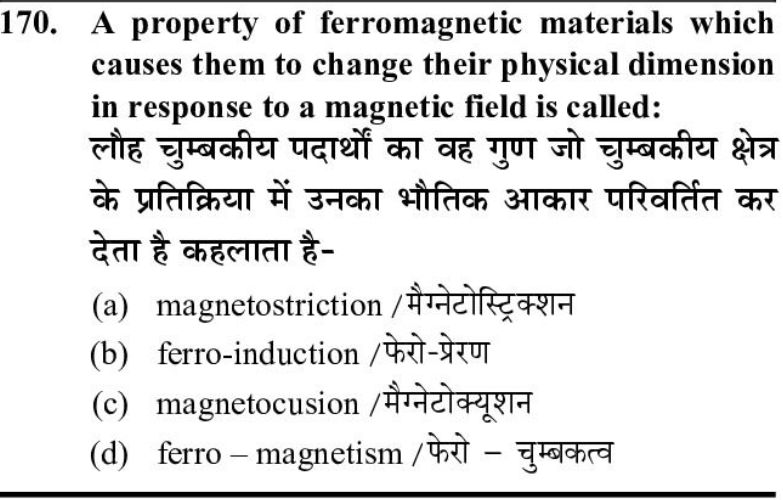 170. A property of ferromagnetic materials which
causes them to change their physical dimension
in response to a magnetic field is called:
लौह चुम्बकीय पदार्थों का वह गुण जो चुम्बकीय क्षेत्र
के प्रतिक्रिया में उनका भौतिक आकार परिवर्तित कर
देता है कहलाता है-
(a) magnetostriction /मैग्नेटोस्ट्रिक्शन
(b) ferro-induction /फेरो-प्रेरण
(c) magnetocusion /मैग्नेटोक्यूशन
(d) ferro – magnetism /फेरो – चुम्बकत्व